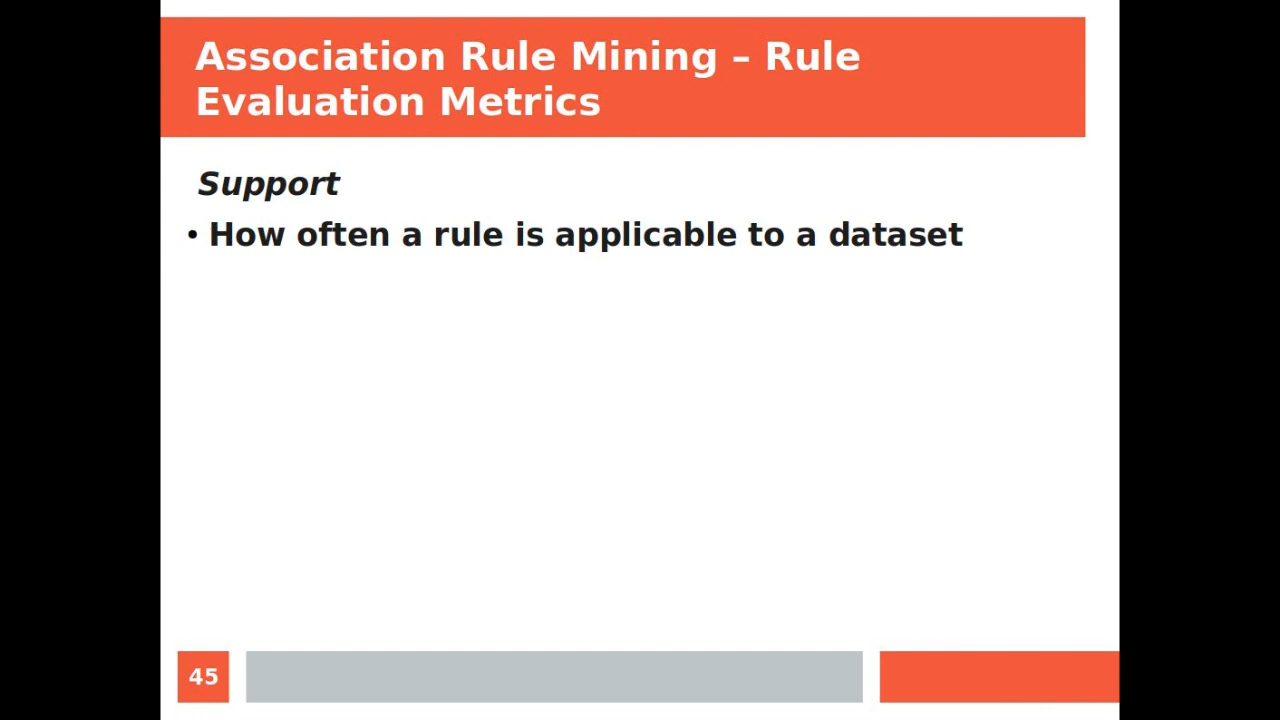 Association Rule Mining – Rule
Evaluation Metrics
Support
• How often a rule is applicable to a dataset
45